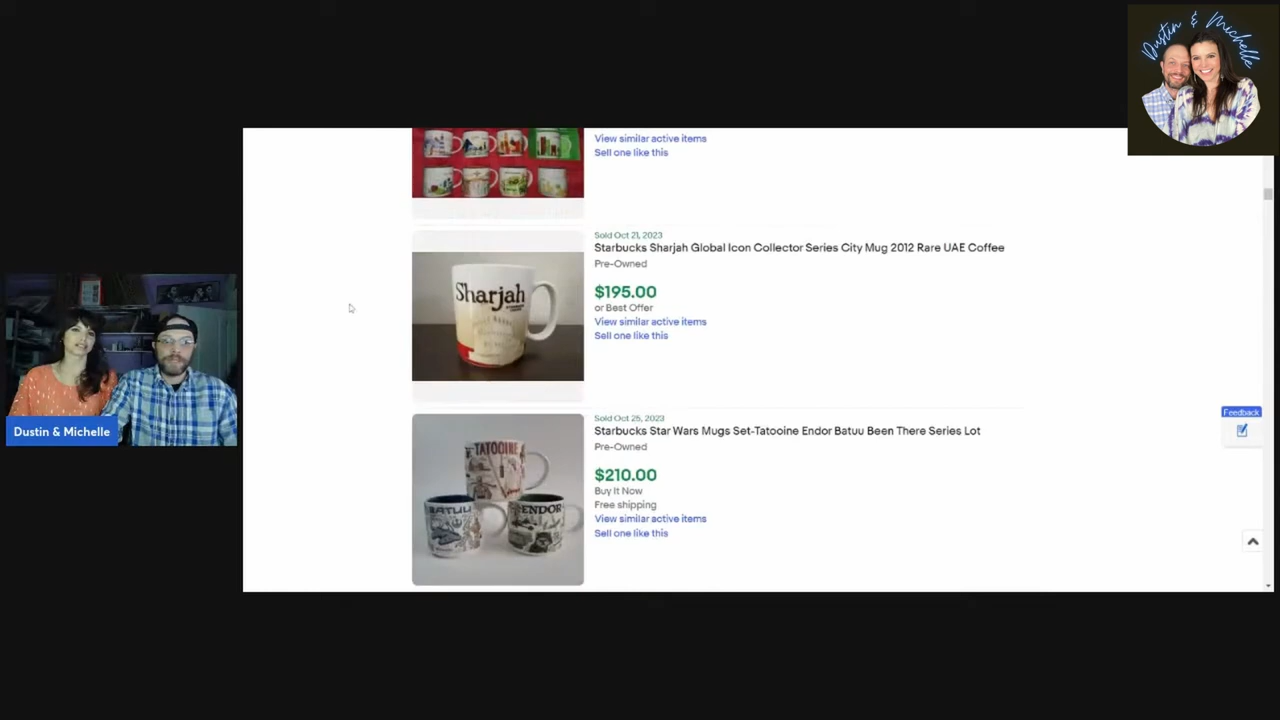 Dustin & Michelle
View similar active items
Sell one like this
Sold Oct 21, 2023
Starbucks Sharjah Global Icon Collector Series City Mug 2012 Rare UAE Coffee
Pre-Owned
$195.00
or Best Offer
View similar active items
Sell one like this
Sharjah
Sold Oct 25, 2023
Starbucks Star Wars Mugs Set-Tatooine Endor Batuu Been There Series Lot
Pre-Owned
$210.00
Buy It Now
Free shipping
View similar active items
Sell one like this
TATOOINE
BATUU
ENDOR
Feedback
Dustin & Michelle